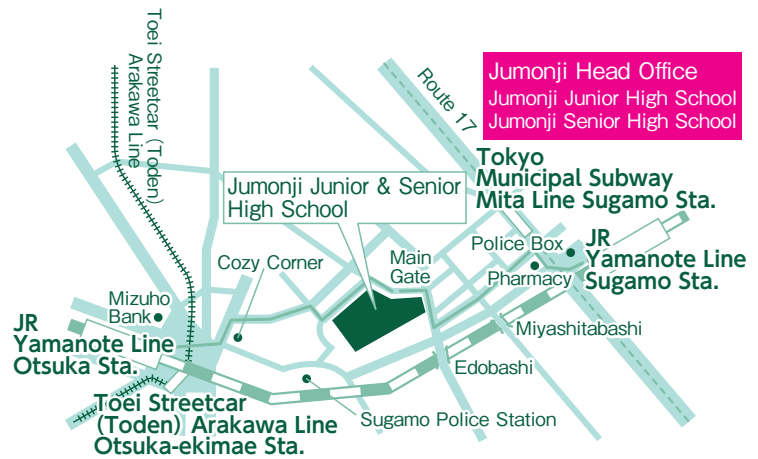 Toei Streetcar (Toden)
Arakawa Line
Route 17
Jumonji Head Office
Jumonji Junior High School
Jumonji Senior High School
Tokyo
Municipal Subway
Mita Line Sugamo Sta.
Jumonji Junior & Senior
High School
Police Box
JR
Yamanote Line
Sugamo Sta.
Pharmacy
Main
Gate
Cozy Corner
Mizuho
Bank
JR
Yamanote Line
Otsuka Sta.
Miyashitabashi
Edobashi
Toei Streetcar
(Toden) Arakawa Line
Otsuka-ekimae Sta.
Sugamo Police Station